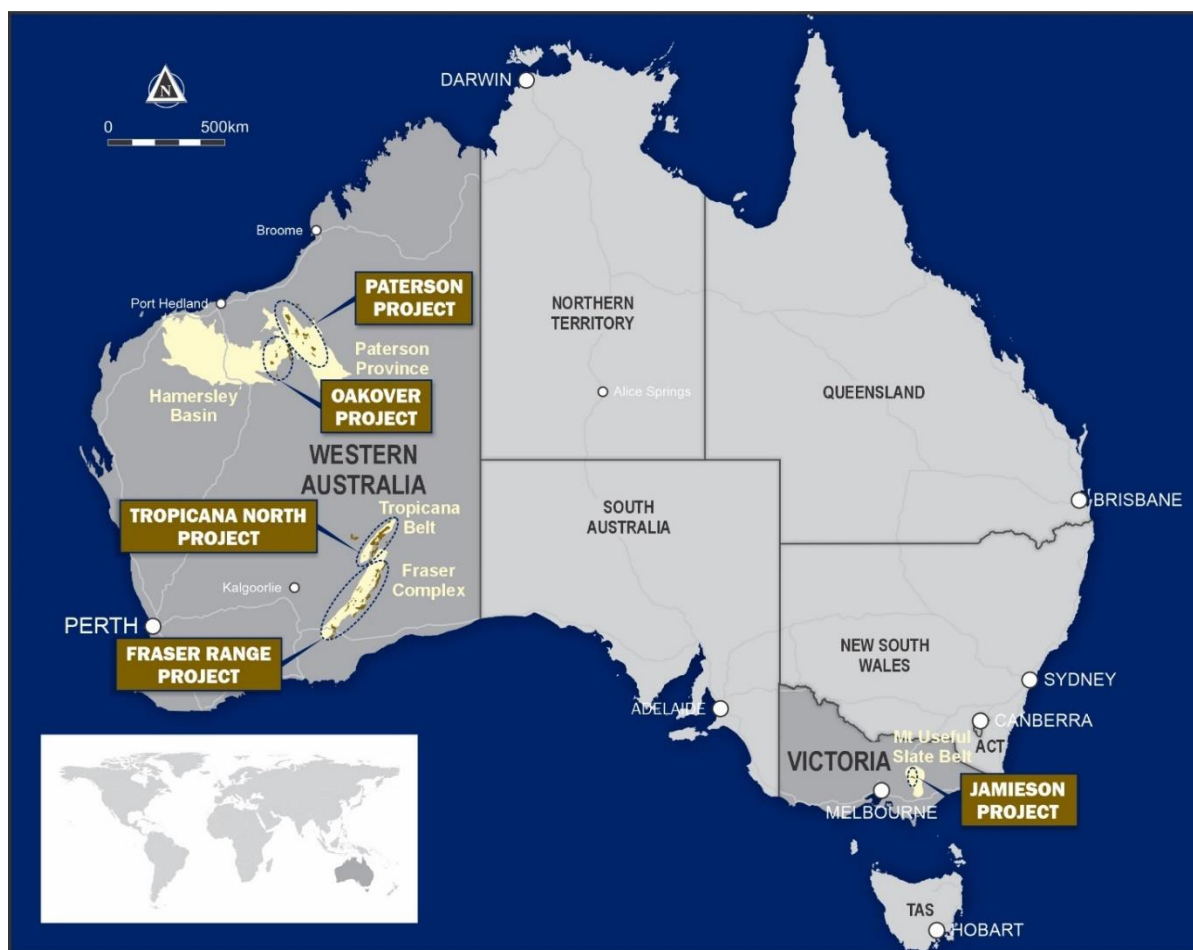 N
0 500km
DARWIN
Broome
Port Hedland
PATERSON
PROJECT
Paterson
Province
Hamersley
Basin
OAKOVER
PROJECT
WESTERN
AUSTRALIA
NORTHERN
TERRITORY
Alice Springs
QUEENSLAND
BRISBANE
TROPICANA NORTH
PROJECT
Tropicana
Belt
SOUTH
AUSTRALIA
Kalgoorlie
Fraser
Complex
PERTH
FRASER RANGE
PROJECT
NEW SOUTH
WALES
SYDNEY
ADELAIDE
CANBERRA
ACT
Mt Useful
Slate Belt
VICTORIA
MELBOURNE
JAMIESON
PROJECT
TAS
HOBART